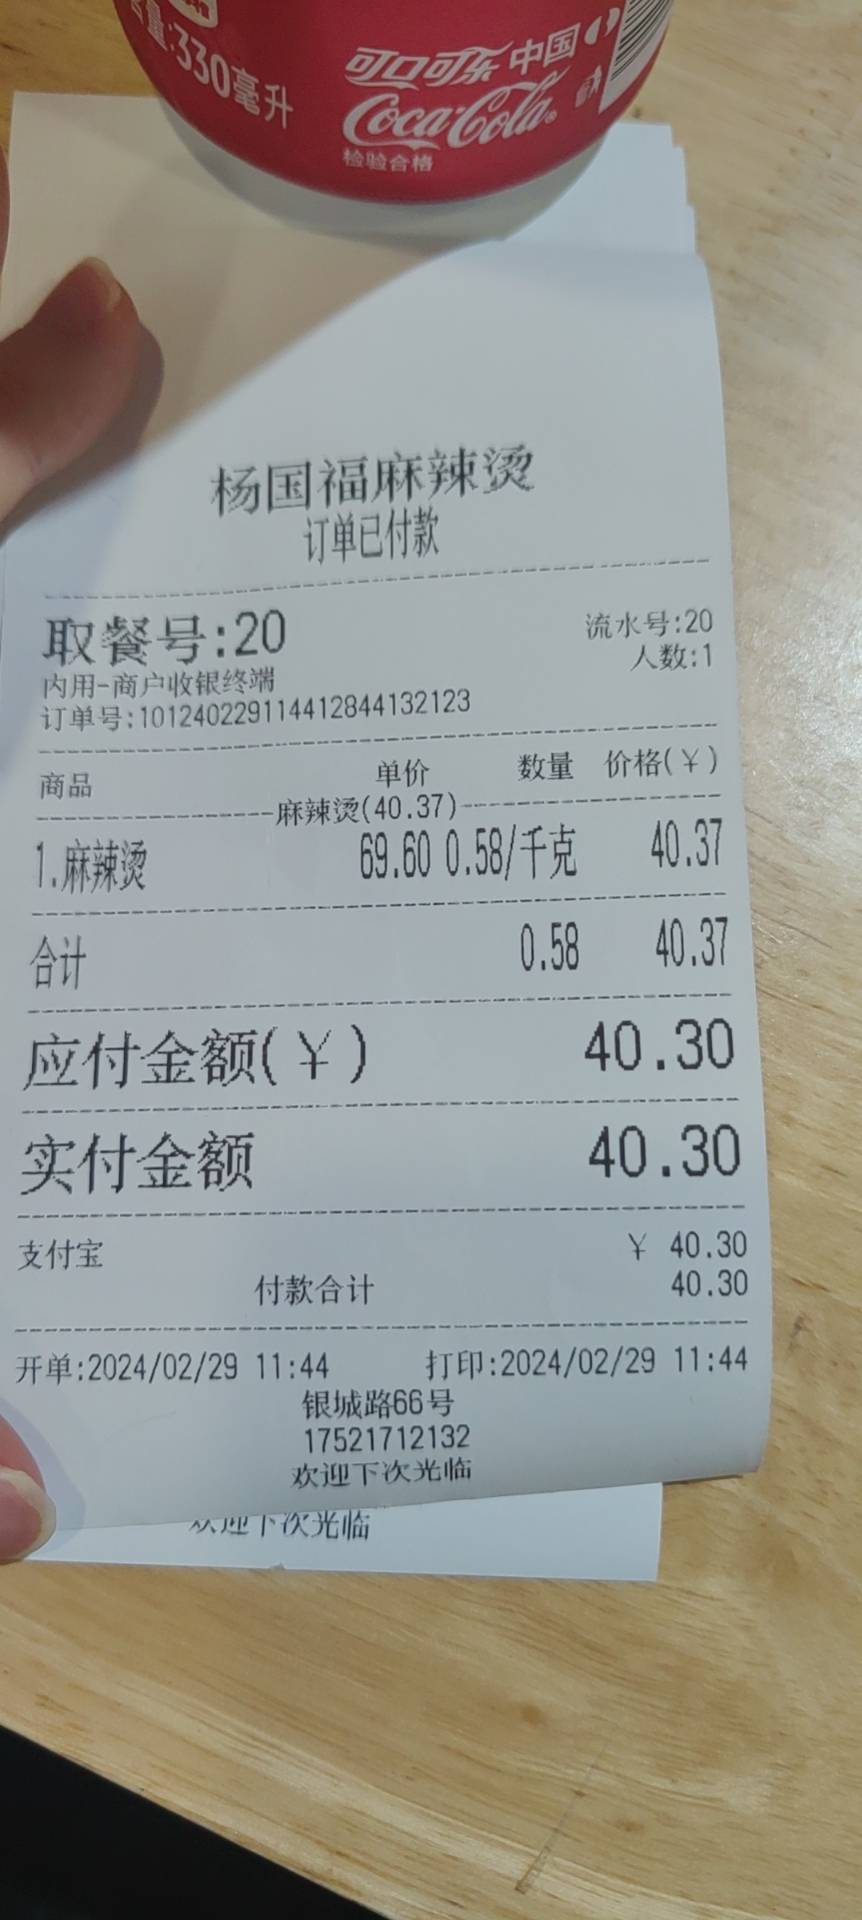 量:330毫升
可口可乐 中国
Coca-Cola®
检验合格
杨国福麻辣烫
订单已付款
取餐号:20 流水号:20
人数:1
内用-商户收银终端
订单号:101240229114412844132123
商品 单价 数量 价格(¥)
麻辣烫(40.37)
1.麻辣烫 69.60 0.58/千克 40.37
合计 0.58 40.37
应付金额(¥) 40.30
实付金额 40.30
支付宝 ¥ 40.30
付款合计 40.30
开单:2024/02/29 11:44 打印:2024/02/29 11:44
银城路66号
17521712132
欢迎下次光临
欢迎下次光临